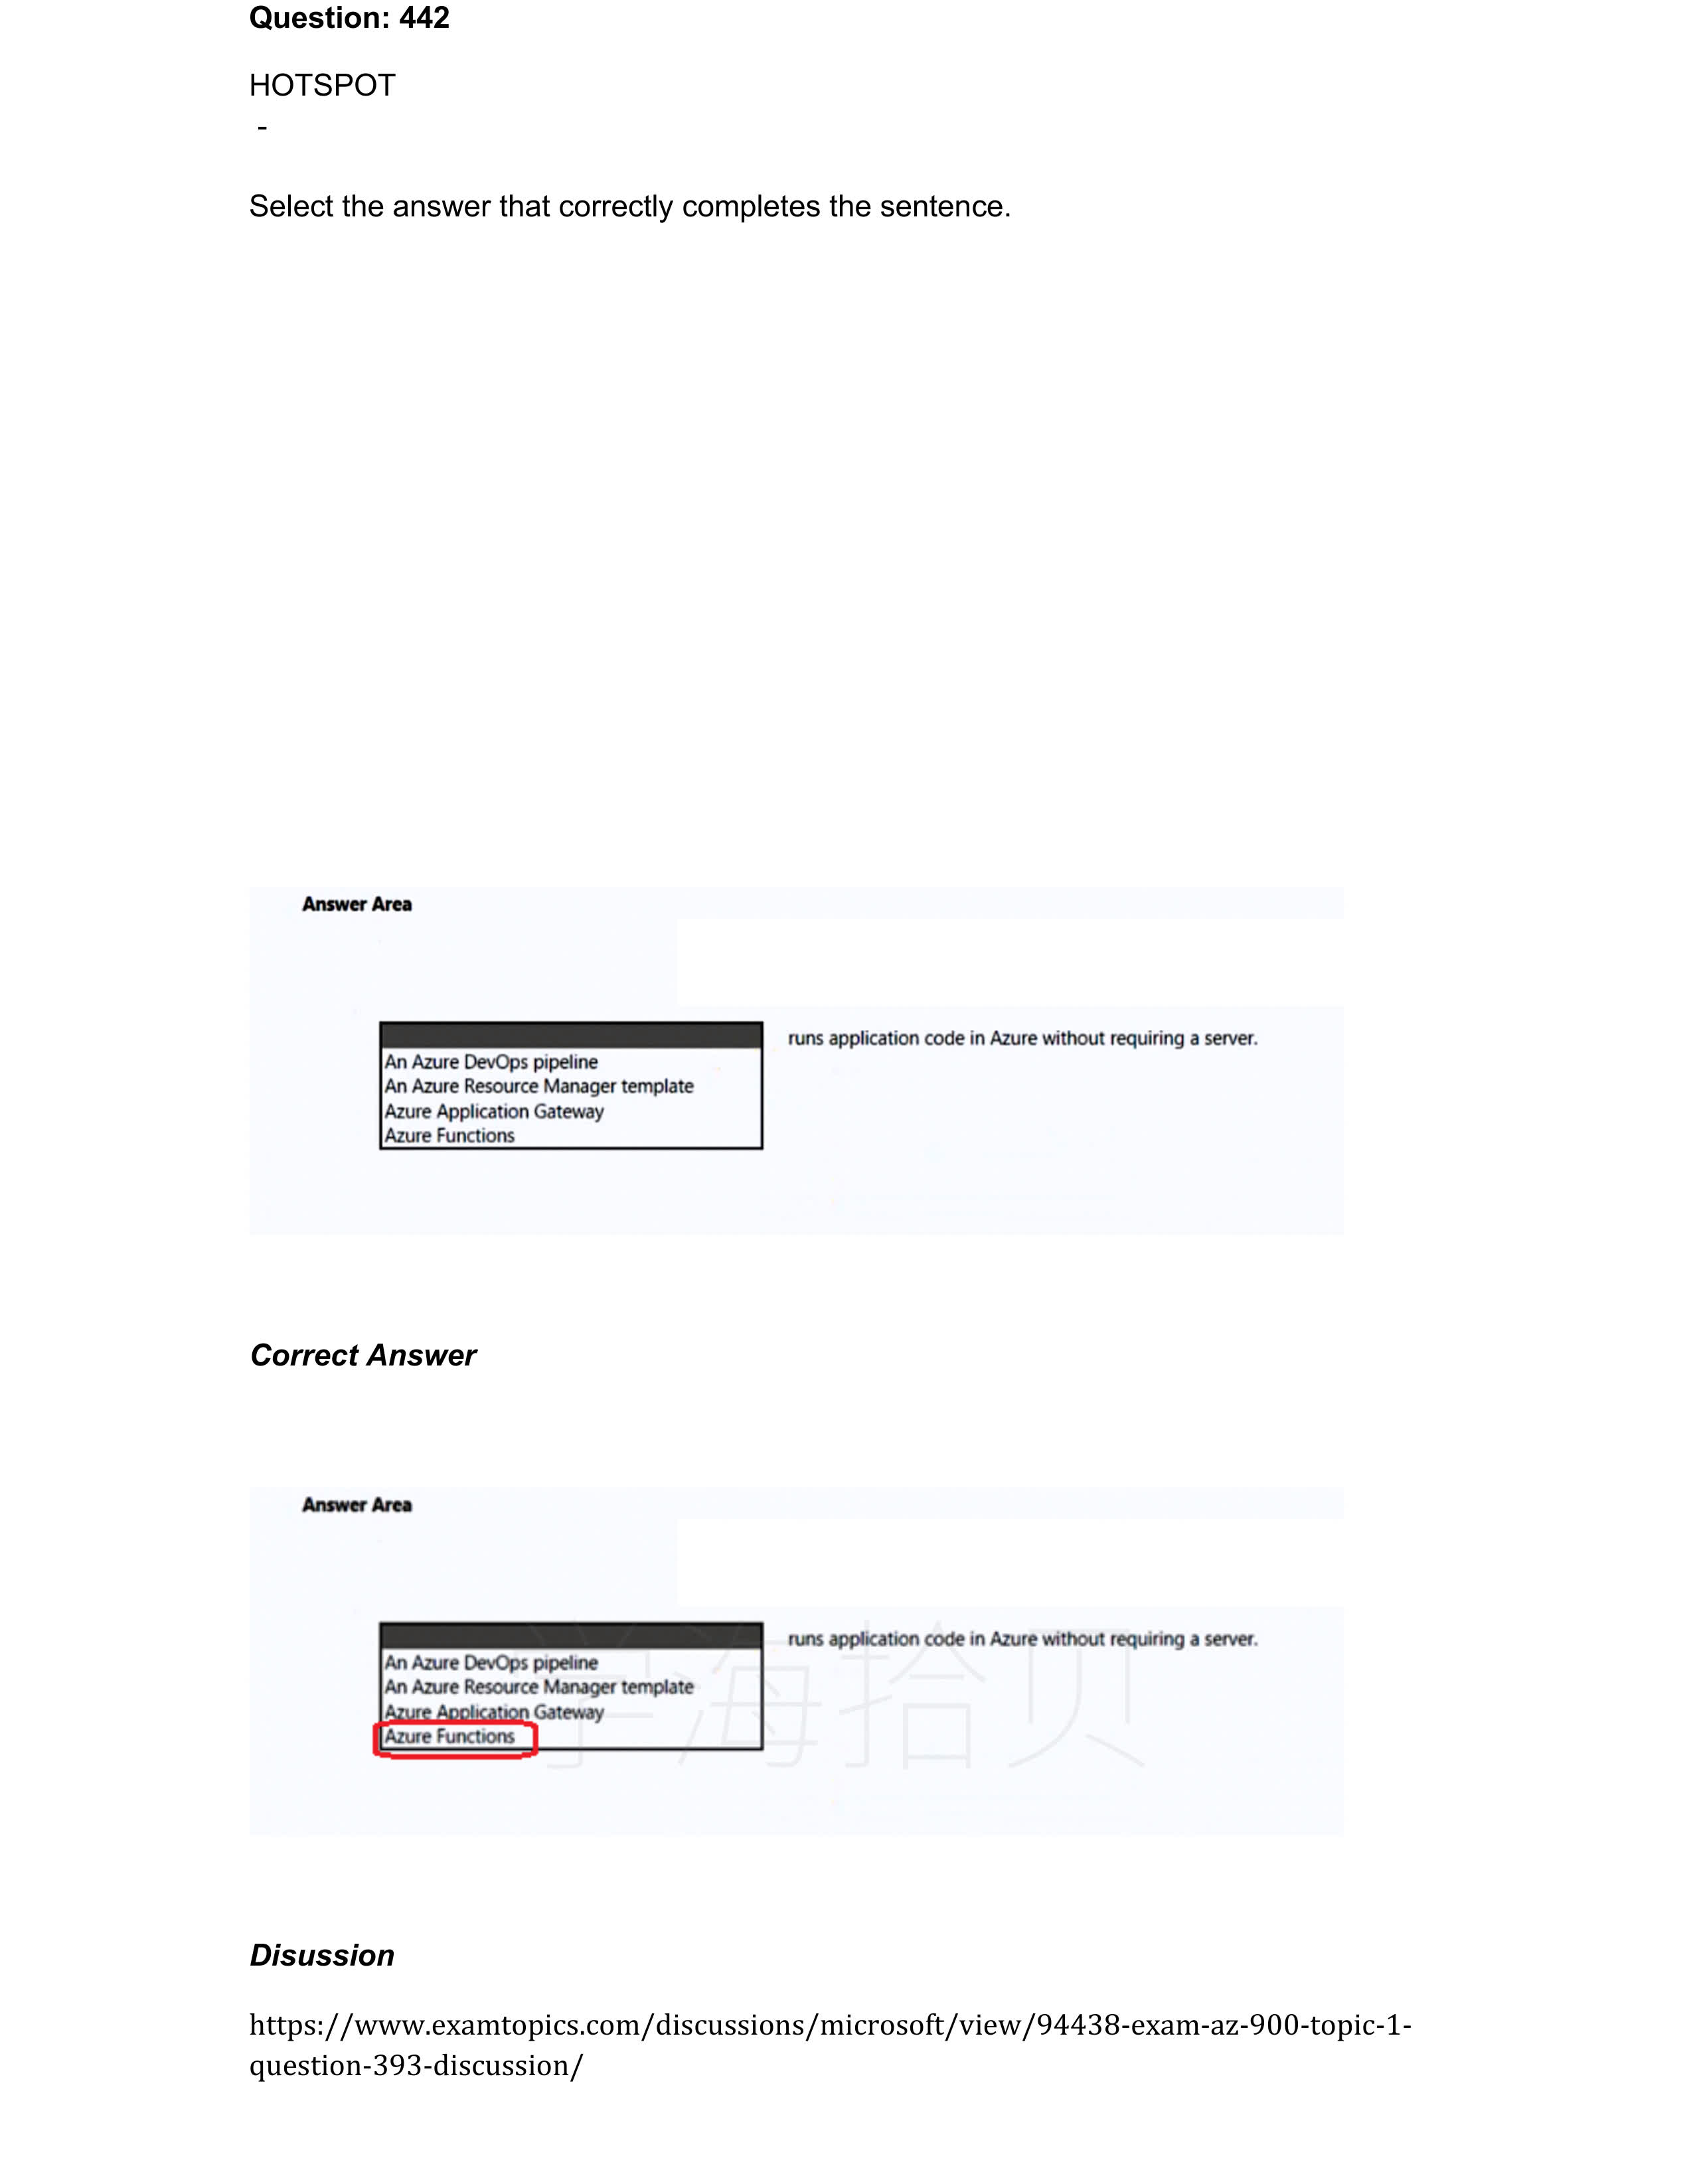 Question: 442
HOTSPOT
-
Select the answer that correctly completes the sentence.
Answer Area
runs application code in Azure without requiring a server.
An Azure DevOps pipeline
An Azure Resource Manager template
Azure Application Gateway
Azure Functions
Correct Answer
Answer Area
runs application code in Azure without requiring a server.
An Azure DevOps pipeline
An Azure Resource Manager template
Azure Application Gateway
Azure Functions
学海拾贝
Disussion
https://www.examtopics.com/discussions/microsoft/view/94438-exam-az-900-topic-1-
question-393-discussion/